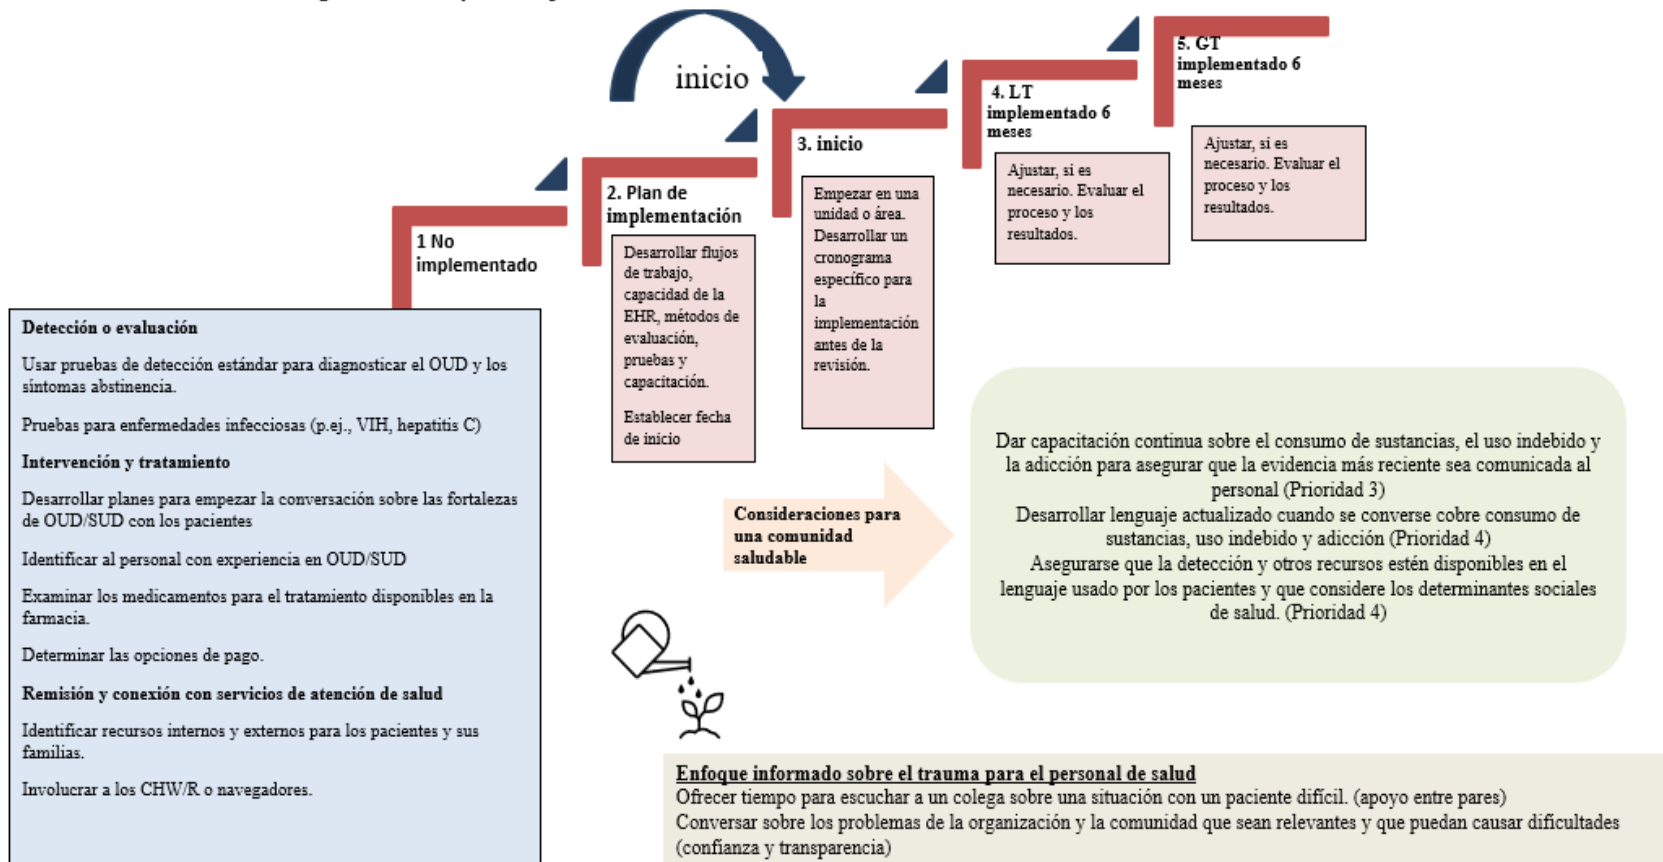 inicio
1 No
implementado
2. Plan de
implementación
3. inicio
4. LT
implementado 6
meses
5. GT
implementado 6
meses
Desarrollar flujos
de trabajo,
capacidad de la
EHR, métodos de
evaluación,
pruebas y
capacitación.
Establecer fecha
de inicio
Empezar en una
unidad o área.
Desarrollar un
cronograma
específico para
la
implementación
antes de la
revisión.
Ajustar, si es
necesario. Evaluar el
proceso y los
resultados.
Ajustar, si es
necesario. Evaluar el
proceso y los
resultados.
Detección o evaluación
Usar pruebas de detección estándar para diagnosticar el OUD y los
síntomas abstinencia.
Pruebas para enfermedades infecciosas (p.ej., VIH, hepatitis C)
Intervención y tratamiento
Desarrollar planes para empezar la conversación sobre las fortalezas
de OUD/SUD con los pacientes
Identificar al personal con experiencia en OUD/SUD
Examinar los medicamentos para el tratamiento disponibles en la
farmacia.
Determinar las opciones de pago.
Remisión y conexión con servicios de atención de salud
Identificar recursos internos y externos para los pacientes y sus
familias.
Involucrar a los CHW/R o navegadores.
Consideraciones para
una comunidad
saludable
Dar capacitación continua sobre el consumo de sustancias, el uso indebido y
la adicción para asegurar que la evidencia más reciente sea comunicada al
personal (Prioridad 3)
Desarrollar lenguaje actualizado cuando se converse cobre consumo de
sustancias, uso indebido y adicción (Prioridad 4)
Asegurarse que la detección y otros recursos estén disponibles en el
lenguaje usado por los pacientes y que considere los determinantes sociales
de salud. (Prioridad 4)
Enfoque informado sobre el trauma para el personal de salud
Ofrecer tiempo para escuchar a un colega sobre una situación con un paciente difícil. (apoyo entre pares)
Conversar sobre los problemas de la organización y la comunidad que sean relevantes y que puedan causar dificultades
(confianza y transparencia)